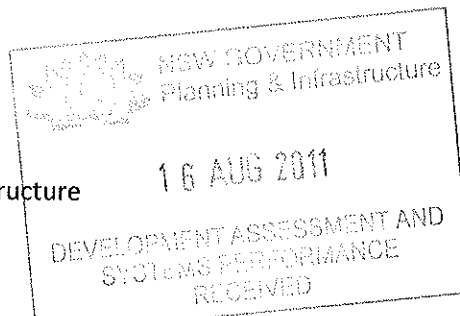 NSW GOVERNMENT
Planning & Infrastructure
16 AUG 2011
ructure
DEVELOPMENT ASSESSMENT AND
SYSTEMS PERFORMANCE
RECEIVED